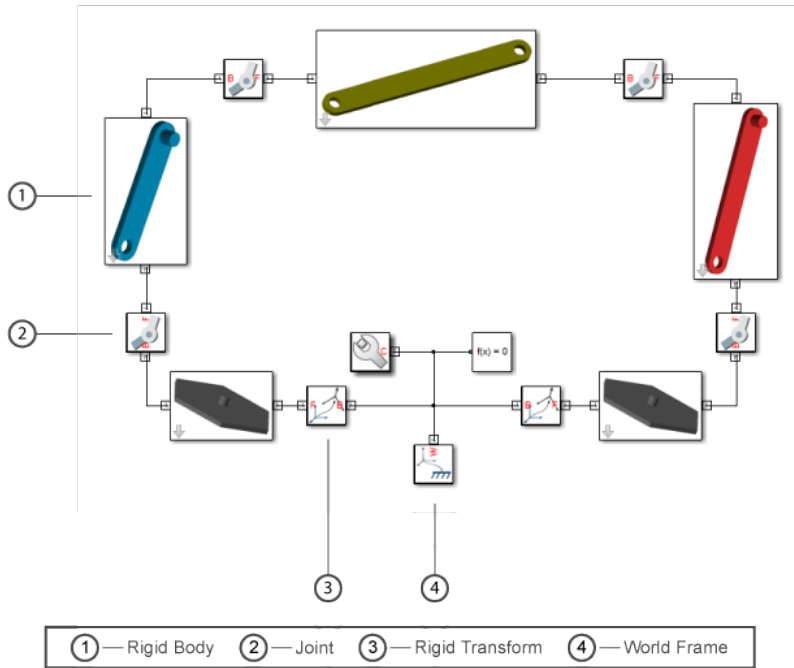 B F
B F
1
2
F
B
F
B
C
f(x) = 0
F B
B F
W
3
4
1 — Rigid Body 2 — Joint 3 — Rigid Transform 4 — World Frame